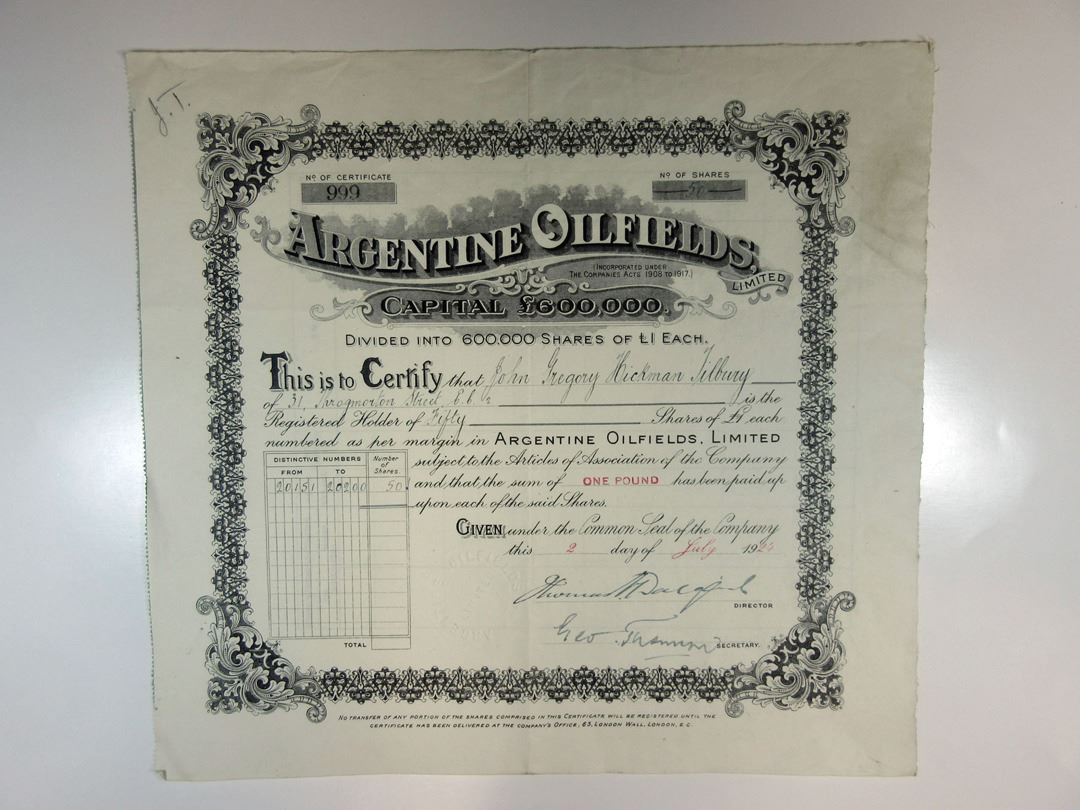 J.T.
No OF CERTIFICATE
999
No OF SHARES
50
ARGENTINE OILFIELDS,
LIMITED
(INCORPORATED UNDER
THE COMPANIES ACTS 1908 TO 1917.)
CAPITAL £600,000.
DIVIDED INTO 600,000 SHARES OF £1 EACH.
This is to Certify that John Gregory Hickman Tilbury
of 31, Throgmorton Street, E.C. 2 is the
Registered Holder of Fifty Shares of £1 each
numbered as per margin in ARGENTINE OILFIELDS, LIMITED
subject to the Articles of Association of the Company
and that the sum of ONE POUND has been paid up
upon each of the said Shares.
DISTINCTIVE NUMBERS
Number of Shares.
FROM TO
20151 20200 50
TOTAL
GIVEN under the Common Seal of the Company
this 2 day of July 192
DIRECTOR
Geo. SECRETARY.
NO TRANSFER OF ANY PORTION OF THE SHARES COMPRISED IN THIS CERTIFICATE WILL BE REGISTERED UNTIL THE
CERTIFICATE HAS BEEN DELIVERED AT THE COMPANY'S OFFICE, 63, LONDON WALL, LONDON, E.C.